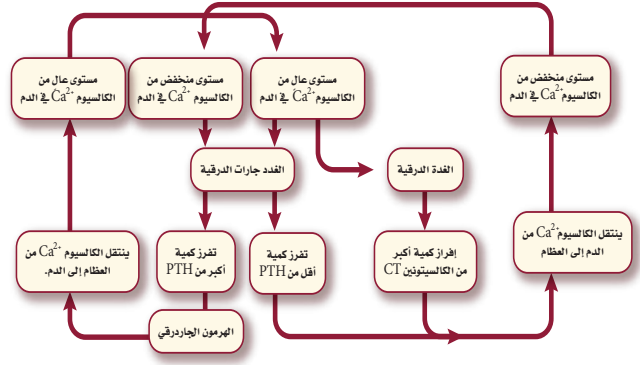 مستوى منخفض من
الكالسيوم Ca²⁺ في الدم
مستوى عال من
الكالسيوم Ca²⁺ في الدم
مستوى منخفض من
الكالسيوم Ca²⁺ في الدم
مستوى عال من
الكالسيوم Ca²⁺ في الدم
الغدة الدرقية
الغدد جارات الدرقية
ينتقل الكالسيوم Ca²⁺ من
الدم إلى العظام
إفراز كمية أكبر
من الكالسيتونين CT
تفرز كمية
أقل من PTH
تفرز كمية
أكبر من PTH
ينتقل الكالسيوم Ca²⁺ من
العظام إلى الدم.
الهرمون الجاردرقي